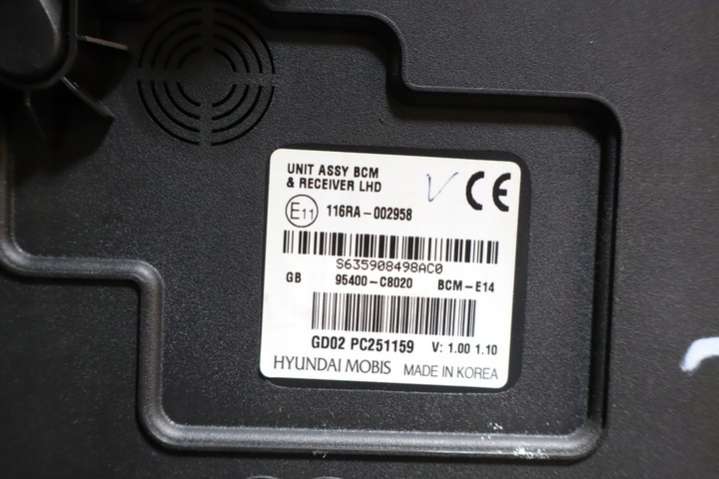 UNIT ASSY BCM
& RECEIVER LHD
CE
E11 116RA-002958
S635908498AC0
GB 95400-C8020 BCM-E14
GD02 PC251159 V: 1.00 1.10
HYUNDAI MOBIS MADE IN KOREA